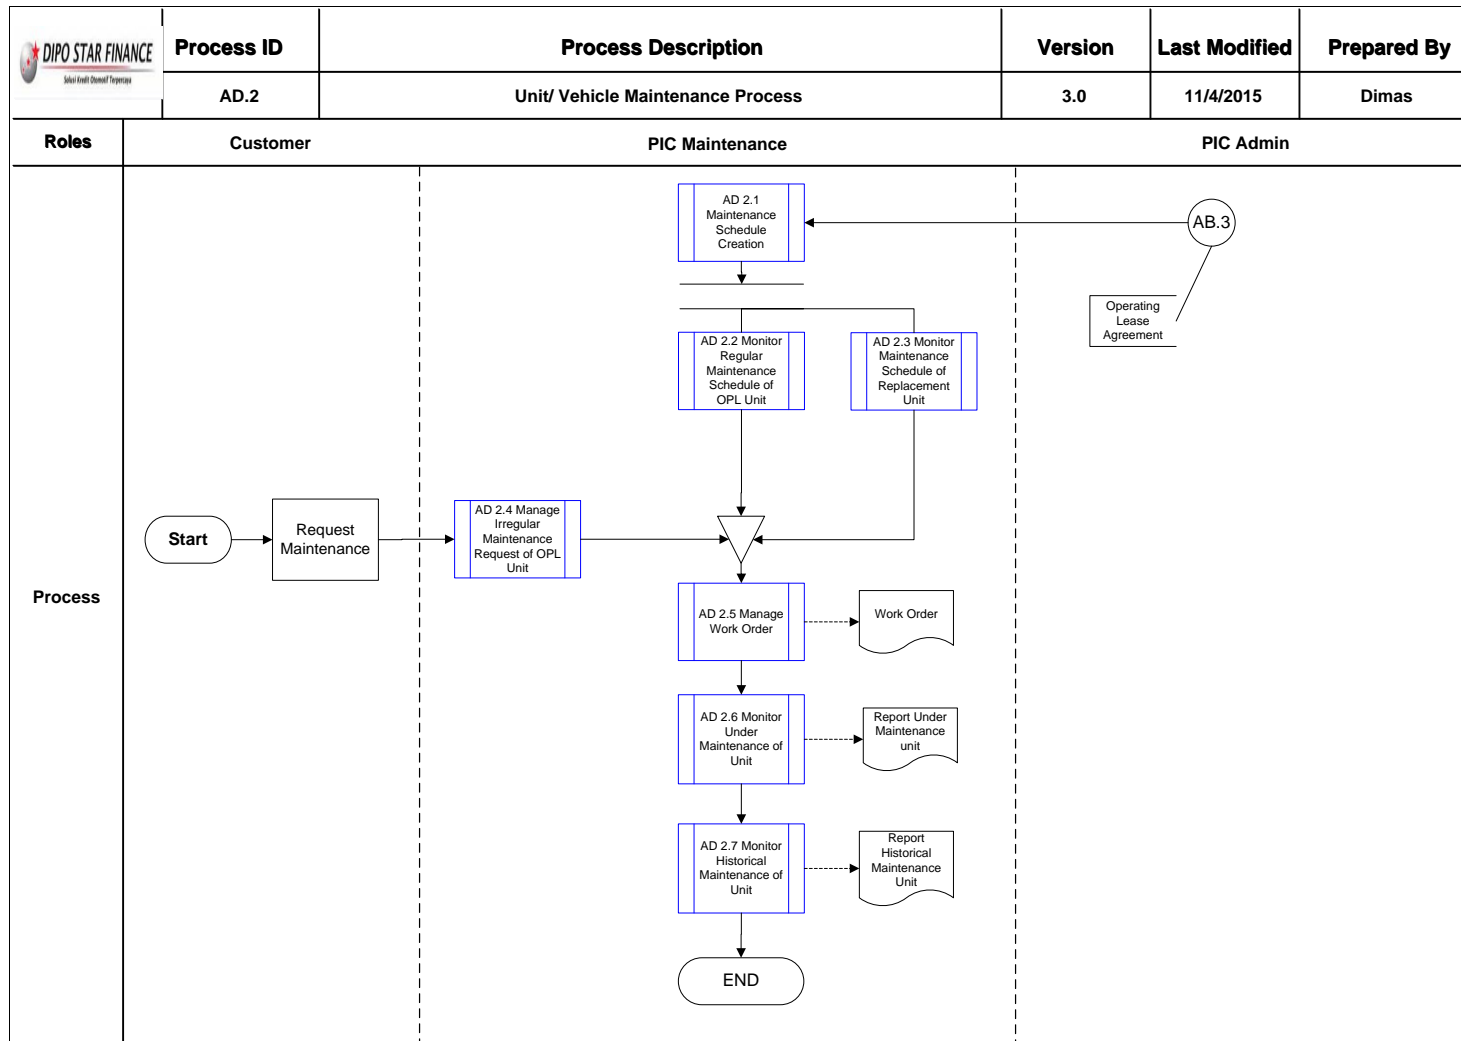 DIPO STAR FINANCE
Solusi Kredit Otomotif Terpercaya
Process ID
Process Description
Version
Last Modified
Prepared By
AD.2
Unit/ Vehicle Maintenance Process
3.0
11/4/2015
Dimas
Roles
Customer
PIC Maintenance
PIC Admin
AD 2.1
Maintenance
Schedule
Creation
AB.3
Operating
Lease
Agreement
AD 2.2 Monitor
Regular
Maintenance
Schedule of
OPL Unit
AD 2.3 Monitor
Maintenance
Schedule of
Replacement
Unit
Start
Request
Maintenance
AD 2.4 Manage
Irregular
Maintenance
Request of OPL
Unit
Process
AD 2.5 Manage
Work Order
Work Order
AD 2.6 Monitor
Under
Maintenance of
Unit
Report Under
Maintenance
unit
AD 2.7 Monitor
Historical
Maintenance of
Unit
Report
Historical
Maintenance
Unit
END